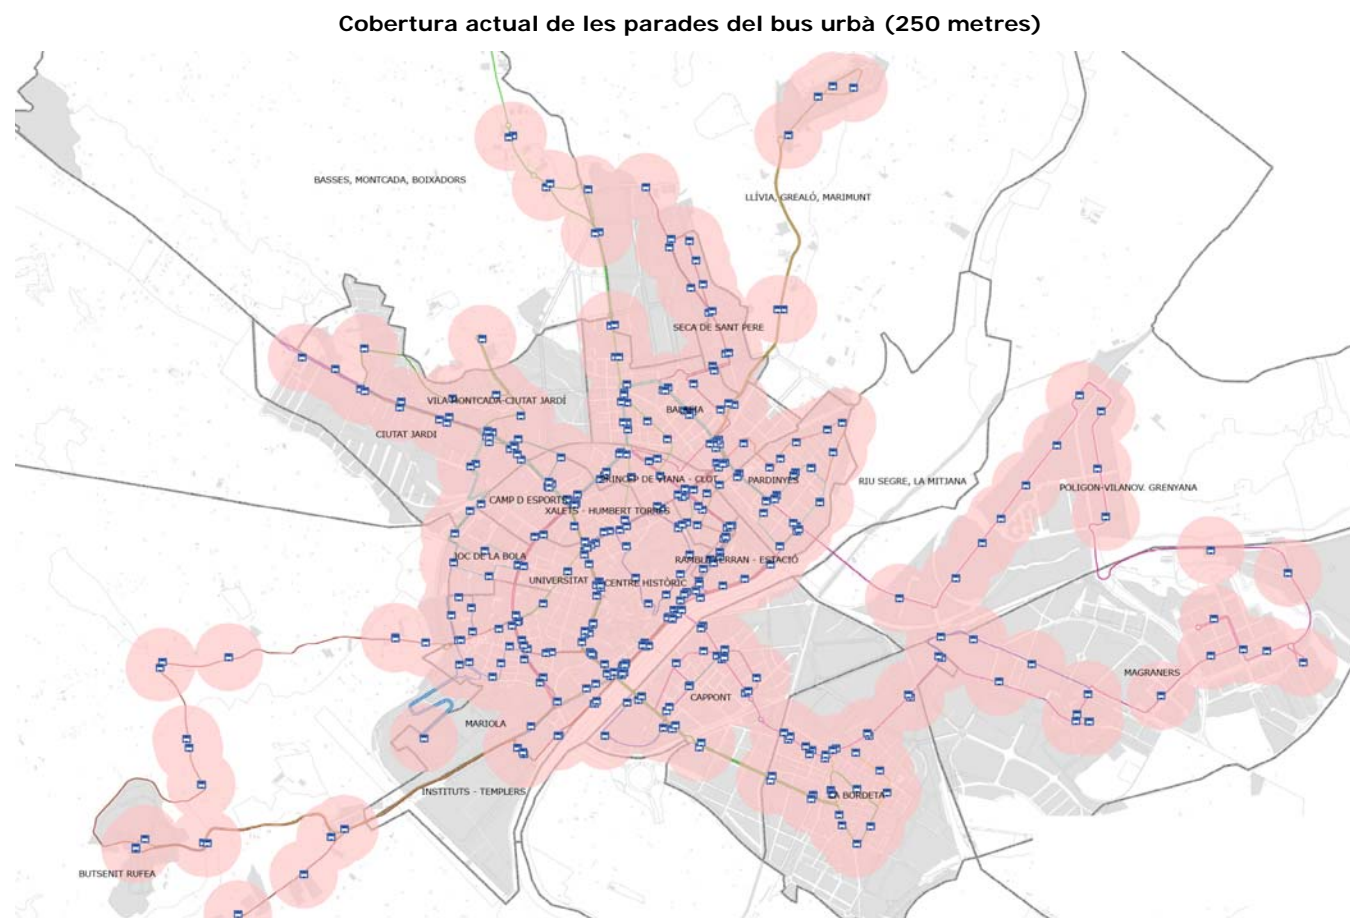 Cobertura actual de les parades del bus urbà (250 metres)
BASSES, MONTCADA, BOIXADORS
LLÍVIA, GREALÓ, MARIMUNT
SECA DE SANT PERE
VILA MONTCADA-CIUTAT JARDÍ
BALÀFIA
CIUTAT JARDI
PRINCEP DE VIANA - CLOT
PARDINYES
RIU SEGRE, LA MITJANA
POLIGON-VILANOV. GRENYANA
CAMP D ESPORTS
XALETS - HUMBERT TORRES
JOC DE LA BOLA
RAMBLA FERRAN - ESTACIÓ
UNIVERSITAT
CENTRE HISTÒRIC
MAGRANERS
CAPPONT
MARIOLA
INSTITUTS - TEMPLERS
LA BORDETA
BUTSENIT RUFEA